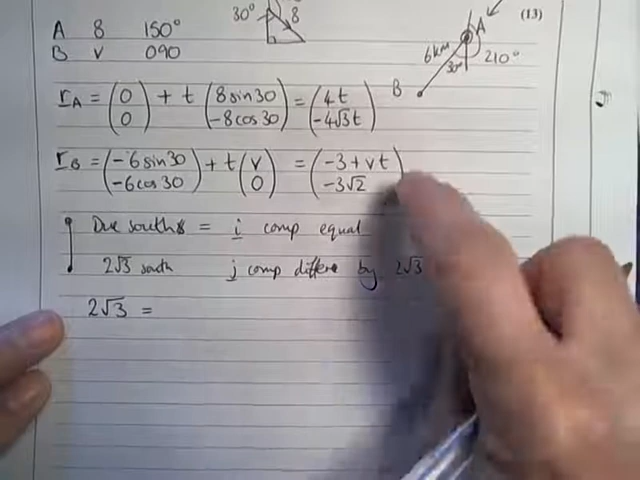 30° 8
(13)
A 8 150°
B v 090
A
6km
30°
210°
B
r_A = (0 0) + t (8 sin 30 -8 cos 30) = (4t -4√3t)
r_B = (-6 sin 30 -6 cos 30) + t (v 0) = (-3 + vt -3√2)
Due south = i comp equal
2√3 south j comp differ by 2√3
2√3 =